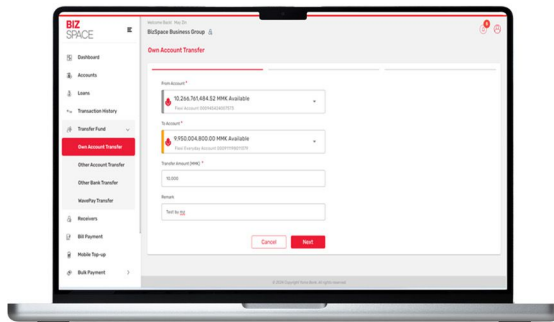 BIZ
SPACE
Welcome Back
BizSpace Business Group
Own Account Transfer
Dashboard
Accounts
Loans
Transaction History
Transfer Fund
Own Account Transfer
Other Account Transfer
Other Bank Transfer
WavePay Transfer
Receivers
Bill Payment
Mobile Top-up
Bulk Payment
From Account *
10,266,761,484.52 MMK Available
To Account *
9,950,004,800.00 MMK Available
Transfer Amount (MMK) *
10,000
Remark
Test by
Cancel
Next